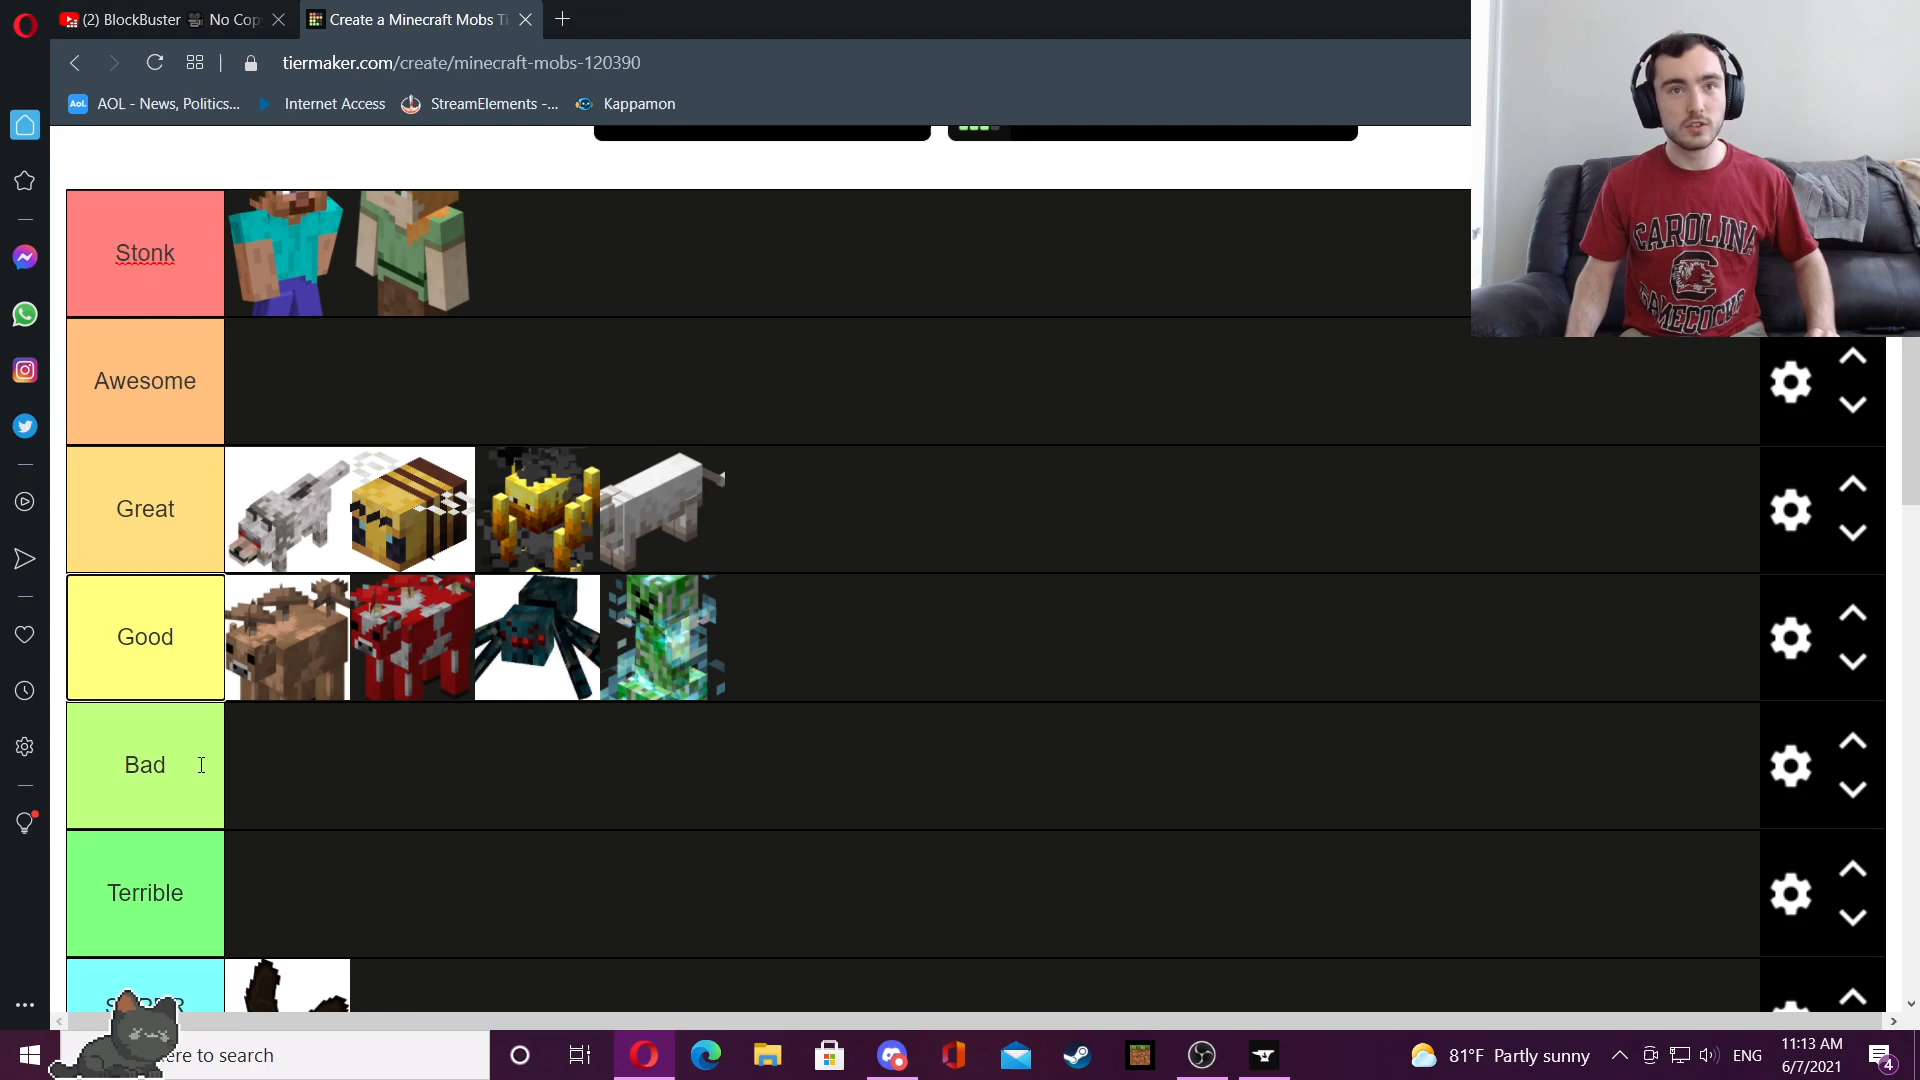 (2) BlockBuster 🎥 No Cop
Create a Minecraft Mobs Ti
tiermaker.com/create/minecraft-mobs-120390
Aol. AOL - News, Politics...
Internet Access
StreamElements -...
Kappamon
CAROLINA
C
GAMECOCKS
Stonk
Awesome
Great
Good
Bad
Terrible
ere to search
81°F Partly sunny
ENG
11:13 AM
6/7/2021
4